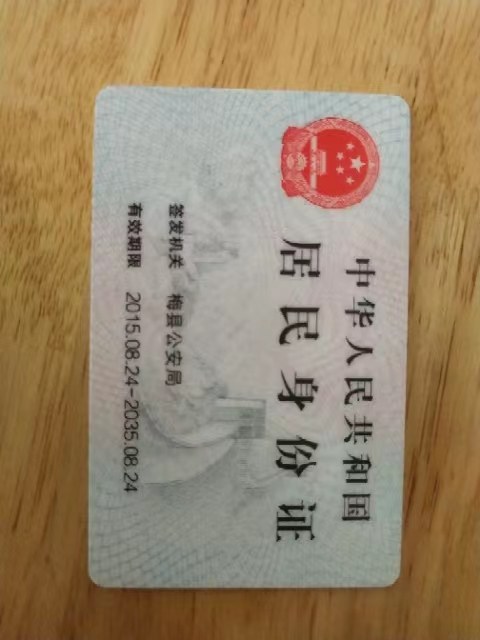 中华人民共和国
居民身份证
签发机关 梅县公安局
有效期限 2015.08.24-2035.08.24